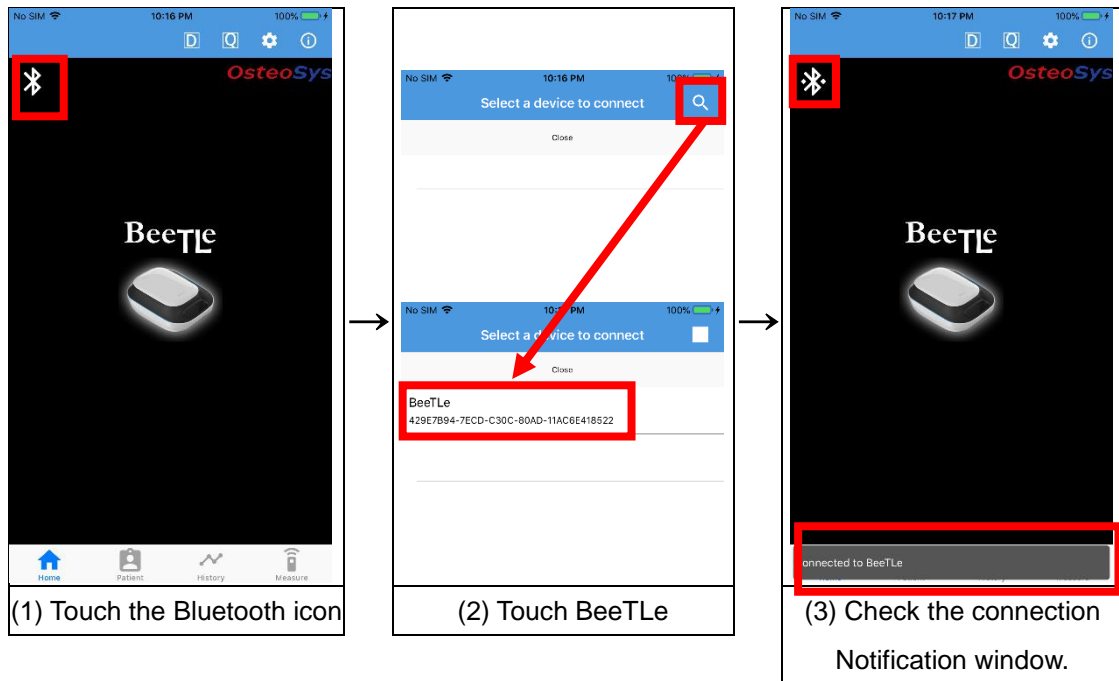 No SIM 10:16 PM 100%
D Q
OsteoSys
BeeTLe
Home Patient History Measure
(1) Touch the Bluetooth icon
→
No SIM 10:16 PM
Select a device to connect
Close
No SIM PM 100%
Select a device to connect
Close
BeeTLe
429E7B94-7ECD-C30C-80AD-11AC6E418522
(2) Touch BeeTLe
→
No SIM 10:17 PM 100%
D Q
OsteoSys
BeeTLe
onnected to BeeTLe
(3) Check the connection
Notification window.